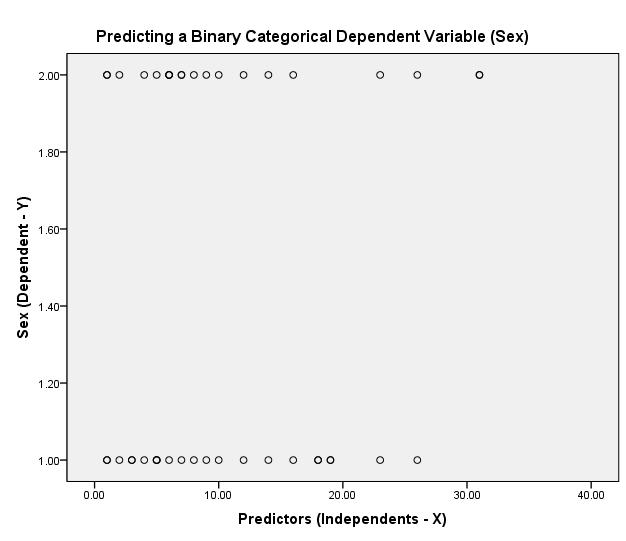 Predicting a Binary Categorical Dependent Variable (Sex)
2.00
1.80
1.60
1.40
1.20
1.00
Sex (Dependent - Y)
0.00 10.00 20.00 30.00 40.00
Predictors (Independents - X)